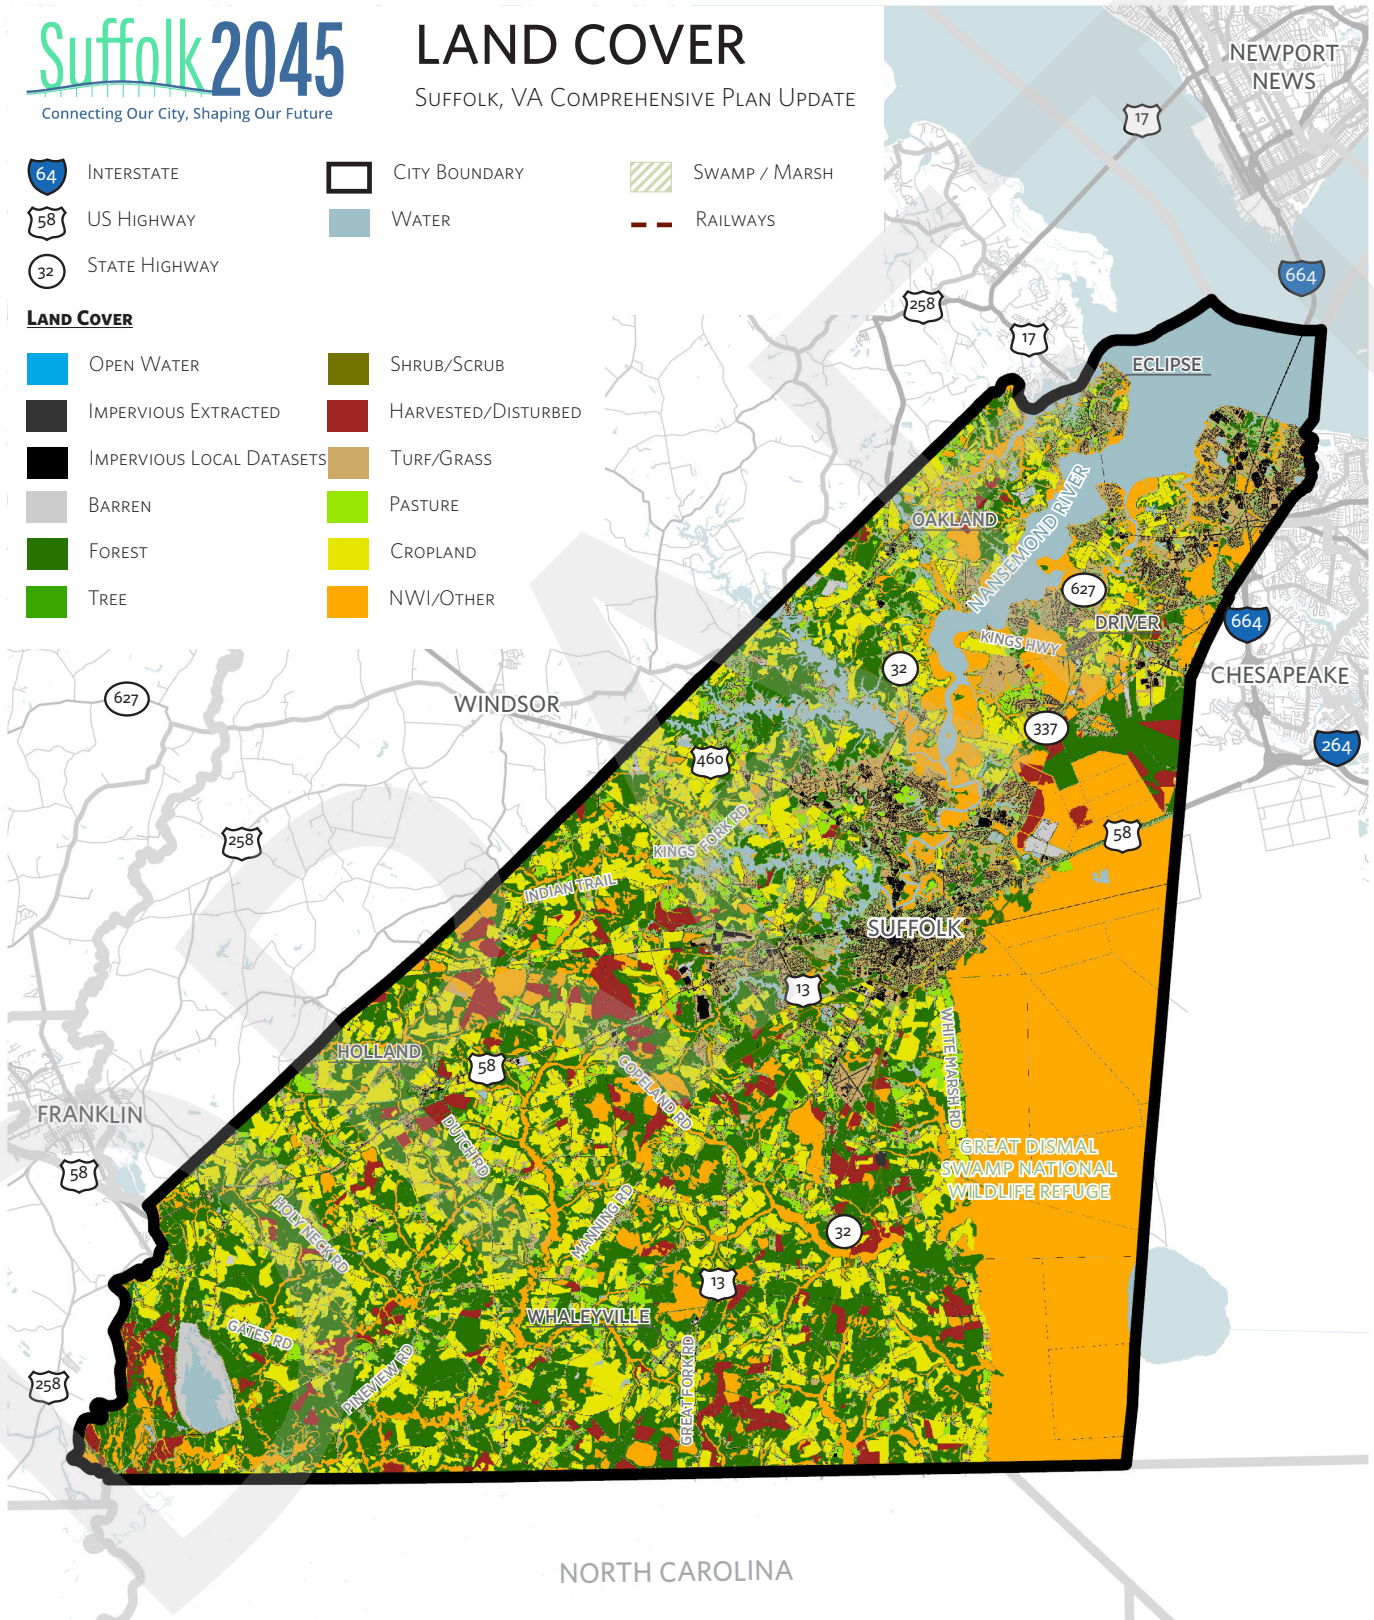 Suffolk 2045
Connecting Our City, Shaping Our Future
LAND COVER
SUFFOLK, VA COMPREHENSIVE PLAN UPDATE
64 INTERSTATE
58 US HIGHWAY
32 STATE HIGHWAY
CITY BOUNDARY
WATER
SWAMP / MARSH
RAILWAYS
LAND COVER
OPEN WATER
IMPERVIOUS EXTRACTED
IMPERVIOUS LOCAL DATASETS
BARREN
FOREST
TREE
SHRUB/SCRUB
HARVESTED/DISTURBED
TURF/GRASS
PASTURE
CROPLAND
NWI/OTHER
NEWPORT
NEWS
17
664
258
17
ECLIPSE
OAKLAND
NANSEMOND RIVER
627
DRIVER
664
KINGS HWY
32
CHESAPEAKE
627
WINDSOR
337
264
460
258
58
KINGS FORK RD
INDIAN TRAIL
SUFFOLK
13
WHITE MARSH RD
HOLLAND
58
COPELAND RD
FRANKLIN
DUTCH RD
58
GREAT DISMAL
SWAMP NATIONAL
WILDLIFE REFUGE
HOLY NECK RD
MANNING RD
32
13
WHALEYVILLE
GATES RD
PINEVIEW RD
GREAT FORK RD
258
NORTH CAROLINA
DRAFT